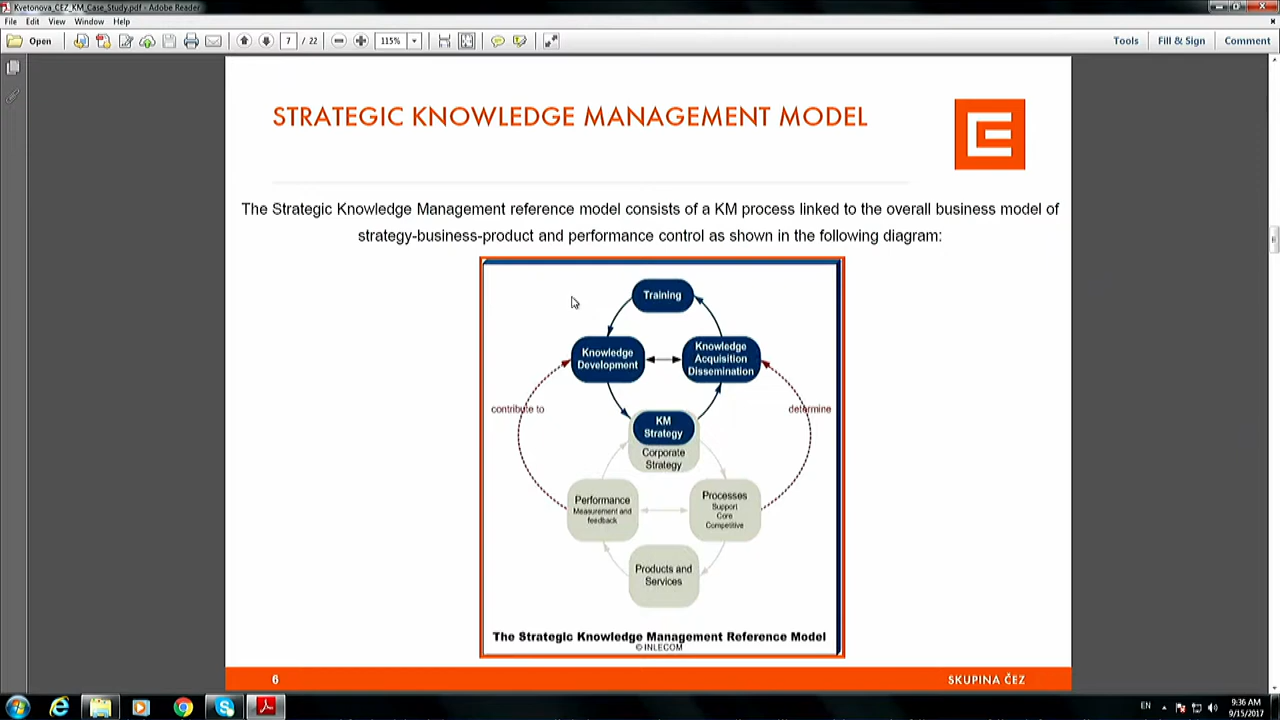 Kvetonova_CEZ_KM_Case_Study.pdf - Adobe Reader
File Edit View Window Help
Open
7 / 22
115%
Tools
Fill & Sign
Comment
STRATEGIC KNOWLEDGE MANAGEMENT MODEL
The Strategic Knowledge Management reference model consists of a KM process linked to the overall business model of
strategy-business-product and performance control as shown in the following diagram:
Training
Knowledge
Development
Knowledge
Acquisition
Dissemination
contribute to
determine
KM
Strategy
Corporate
Strategy
Performance
Measurement and
feedback
Processes
Support
Core
Competitive
Products and
Services
The Strategic Knowledge Management Reference Model
© INLECOM
6
SKUPINA ČEZ
EN
9:36 AM
9/15/2017